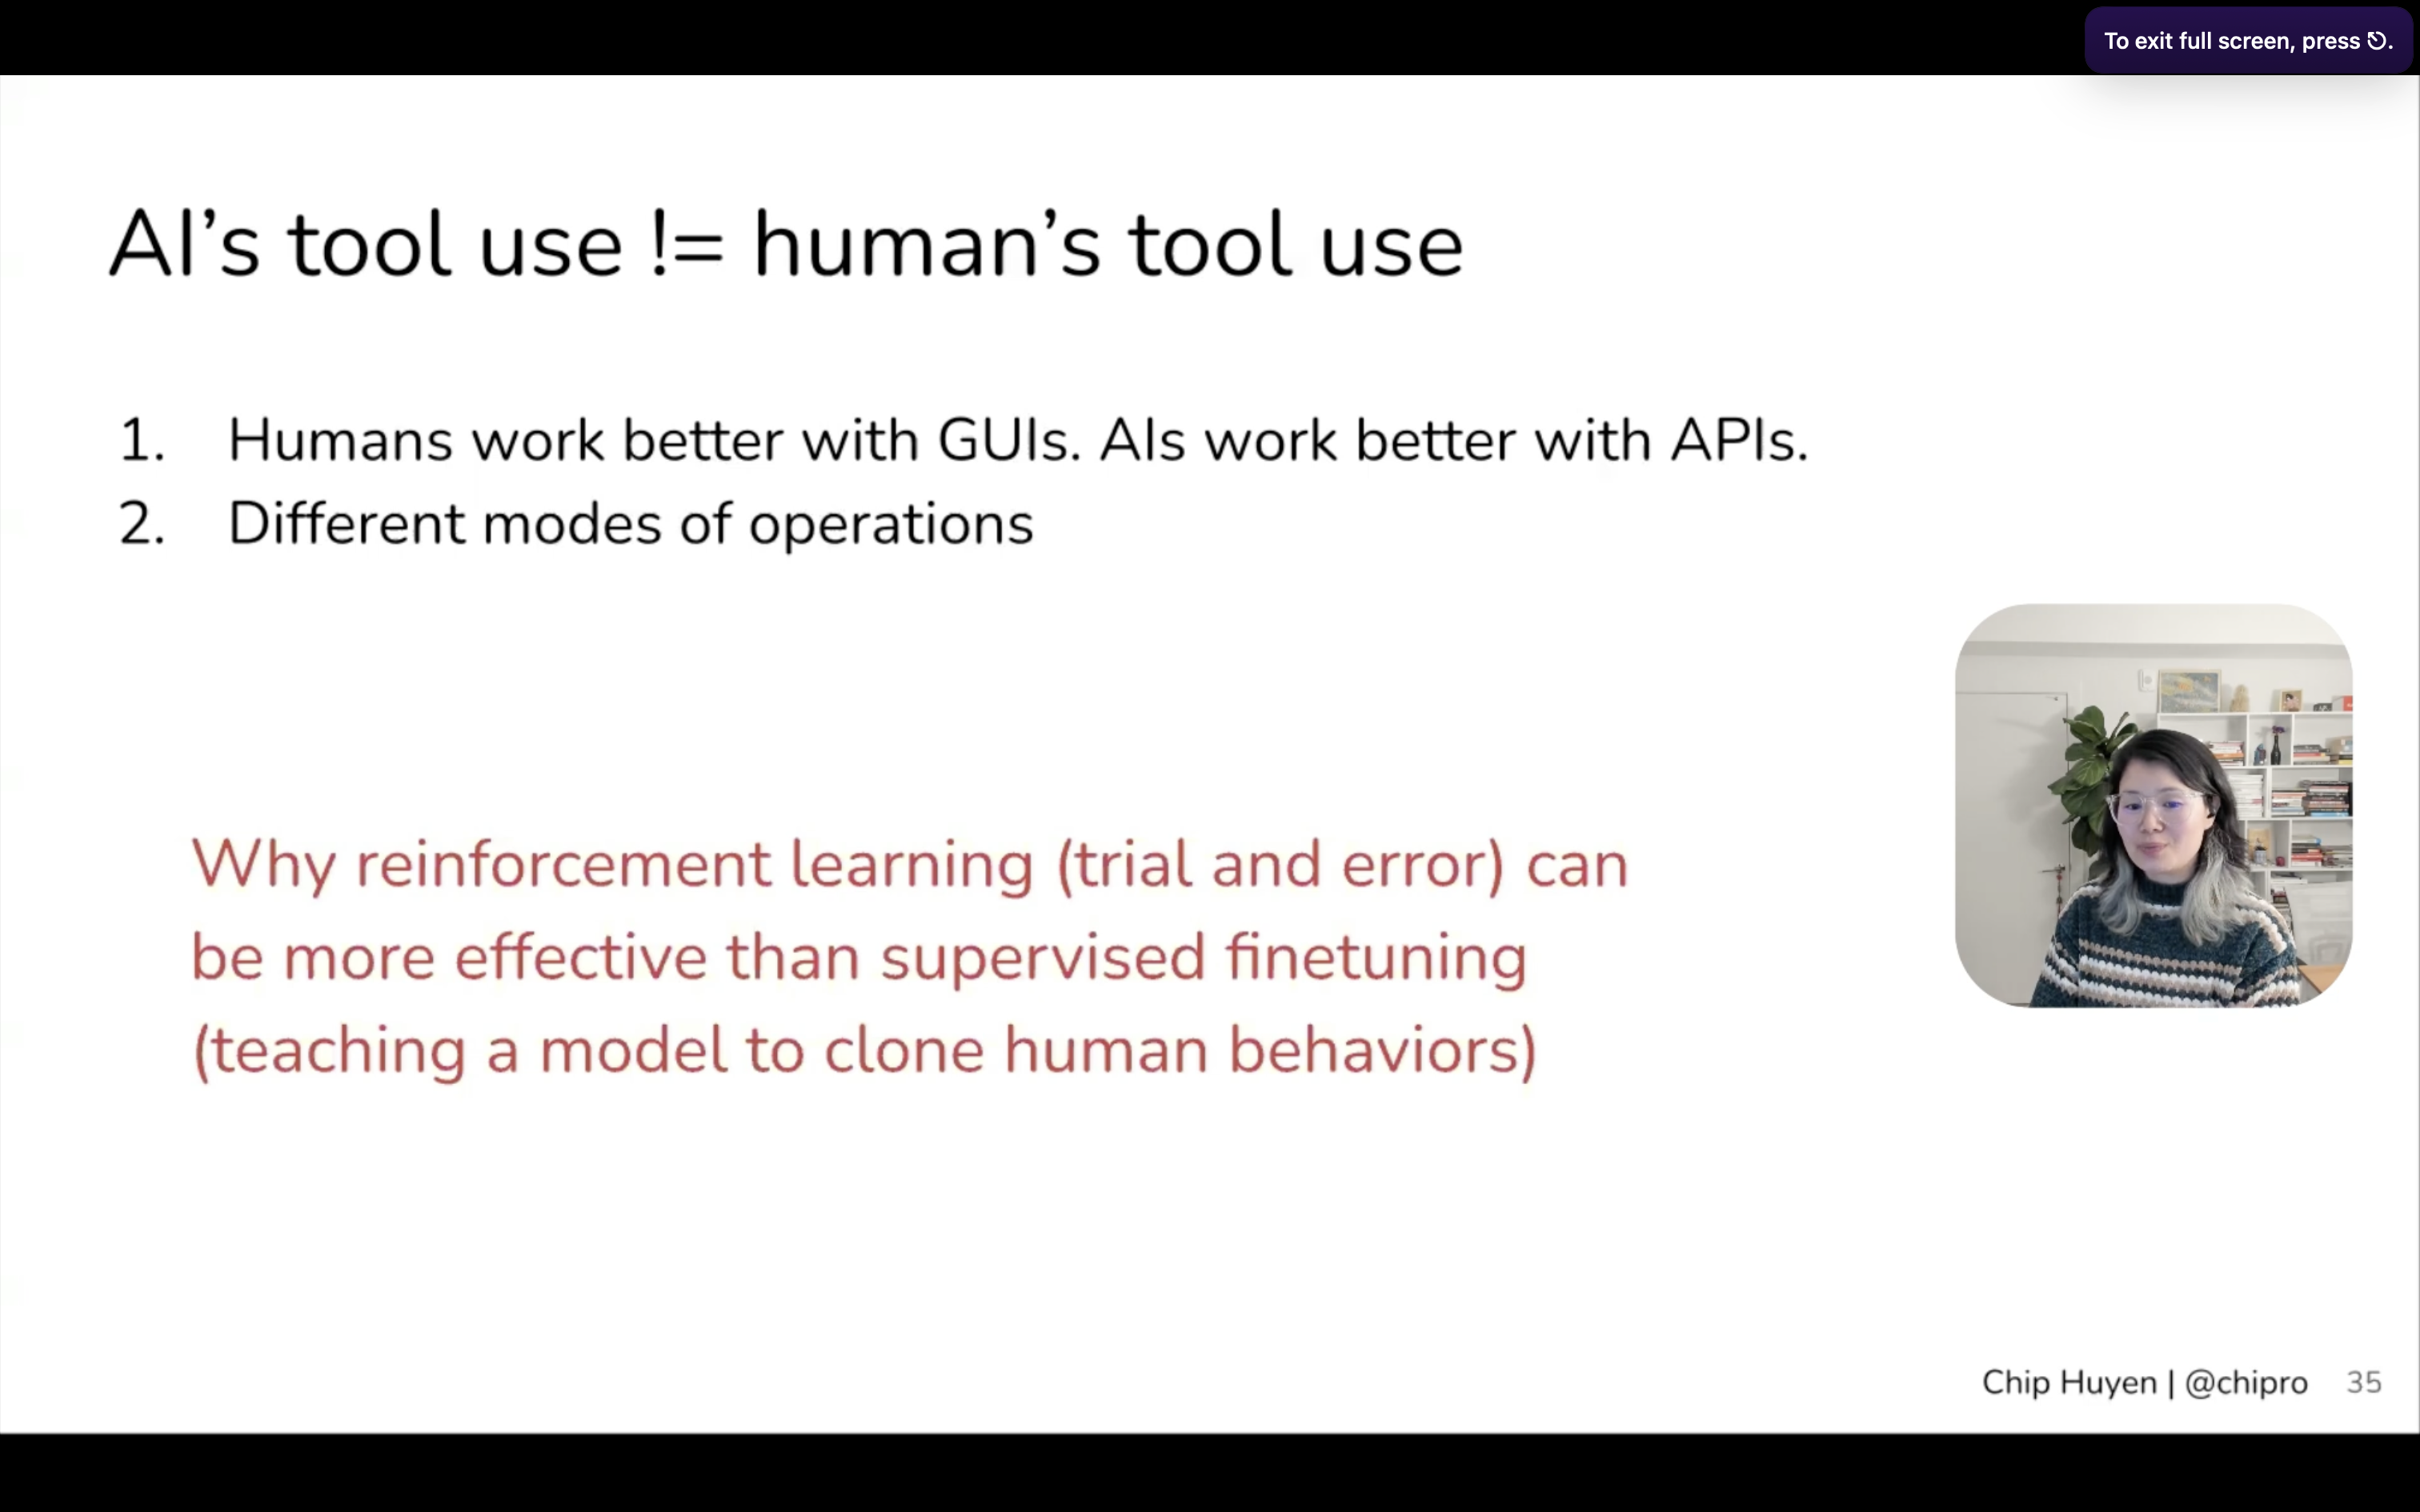 To exit full screen, press ⎋.
AI’s tool use != human’s tool use
1. Humans work better with GUIs. AIs work better with APIs.
2. Different modes of operations
Why reinforcement learning (trial and error) can
be more effective than supervised finetuning
(teaching a model to clone human behaviors)
Chip Huyen | @chipro 35